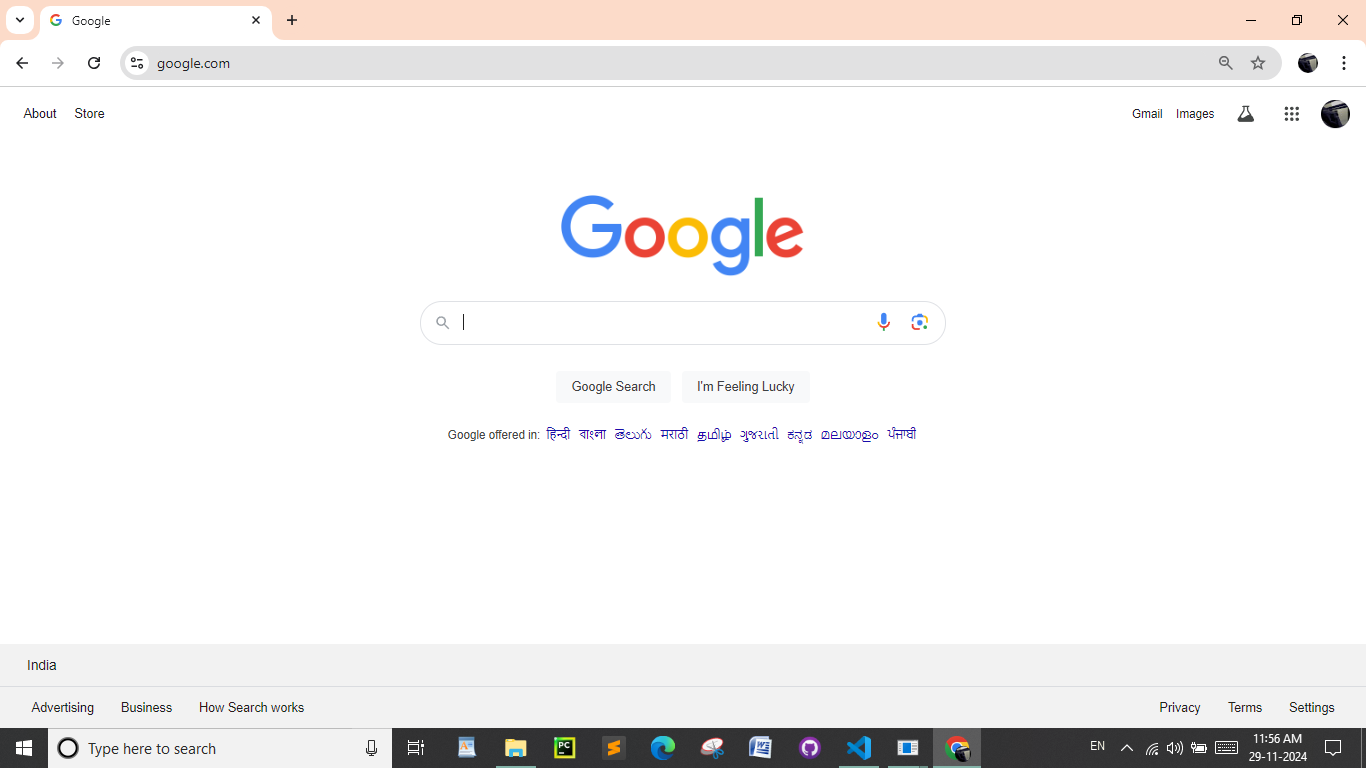 Google
google.com
About Store
Gmail Images
Google
Google Search I'm Feeling Lucky
Google offered in: हिन्दी বাংলা తెలుగు मराठी தமிழ் ગુજરાતી ಕನ್ನಡ മലയാളം ਪੰਜਾਬੀ
India
Advertising Business How Search works
Privacy Terms Settings
Type here to search
PC
W
EN
11:56 AM
29-11-2024